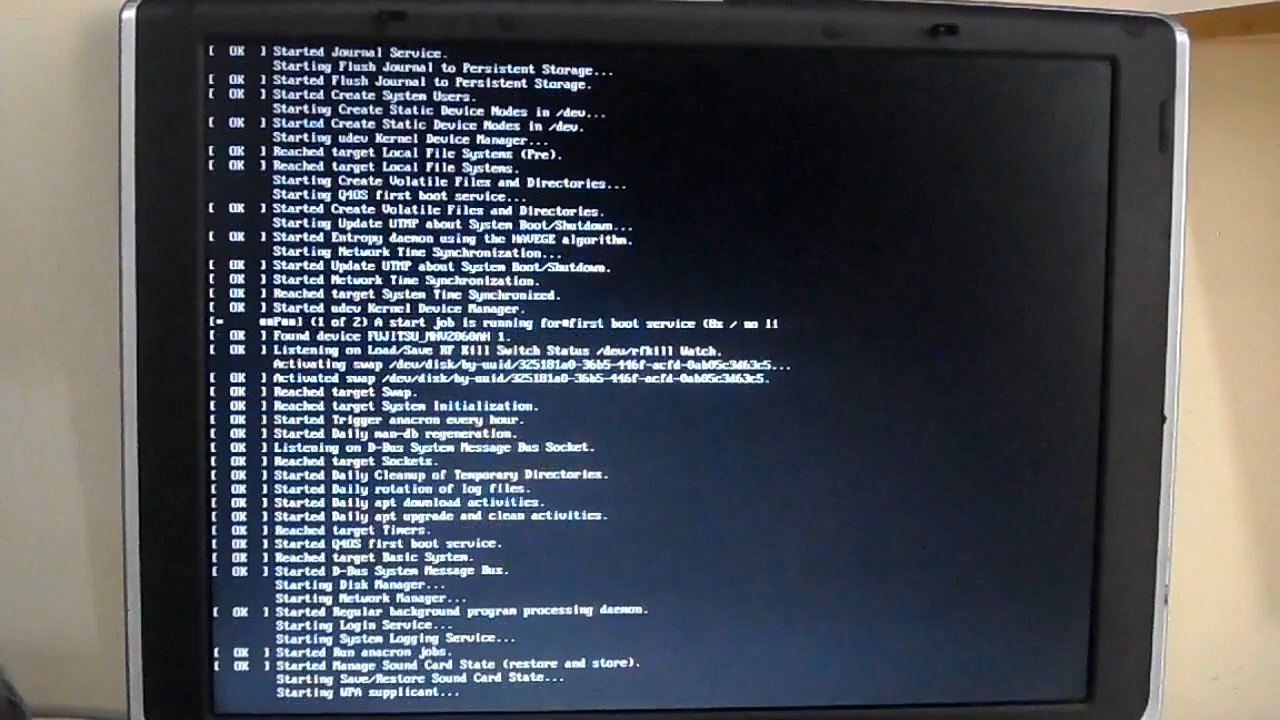 [  OK  ] Started Journal Service.
Starting Flush Journal to Persistent Storage...
[  OK  ] Started Flush Journal to Persistent Storage.
[  OK  ] Started Create System Users.
Starting Create Static Device Nodes in /dev...
[  OK  ] Started Create Static Device Nodes in /dev.
Starting udev Kernel Device Manager...
[  OK  ] Reached target Local File Systems (Pre).
[  OK  ] Reached target Local File Systems.
Starting Create Volatile Files and Directories...
Starting Q4OS first boot service...
[  OK  ] Started Create Volatile Files and Directories.
Starting Update UTMP about System Boot/Shutdown...
[  OK  ] Started Entropy daemon using the HAVEGE algorithm.
Starting Network Time Synchronization...
[  OK  ] Started Update UTMP about System Boot/Shutdown.
[  OK  ] Started Network Time Synchronization.
[  OK  ] Reached target System Time Synchronized.
[  OK  ] Started udev Kernel Device Manager.
(1 of 2) A start job is running first boot service (8s / no li
[  OK  ] Found device FUJITSU_MHV2060AH 1.
[  OK  ] Listening on Load/Save RF Kill Switch Status /dev/rfkill Watch.
Activating swap /dev/disk/by-uuid/325181a0-36b5-446f-acfd-0ab05c3d63c5...
[  OK  ] Activated swap /dev/disk/by-uuid/325181a0-36b5-446f-acfd-0ab05c3d63c5.
[  OK  ] Reached target Swap.
[  OK  ] Reached target System Initialization.
[  OK  ] Started Trigger anacron every hour.
[  OK  ] Started Daily man-db regeneration.
[  OK  ] Listening on D-Bus System Message Bus Socket.
[  OK  ] Reached target Sockets.
[  OK  ] Started Daily Cleanup of Temporary Directories.
[  OK  ] Started Daily rotation of log files.
[  OK  ] Started Daily apt download activities.
[  OK  ] Started Daily apt upgrade and clean activities.
[  OK  ] Reached target Timers.
[  OK  ] Started Q4OS first boot service.
[  OK  ] Reached target Basic System.
[  OK  ] Started D-Bus System Message Bus.
Starting Disk Manager...
Starting Network Manager...
[  OK  ] Started Regular background program processing daemon.
Starting Login Service...
Starting System Logging Service...
[  OK  ] Started Run anacron jobs.
[  OK  ] Started Manage Sound Card State (restore and store).
Starting Save/Restore Sound Card State...
Starting WPA supplicant...